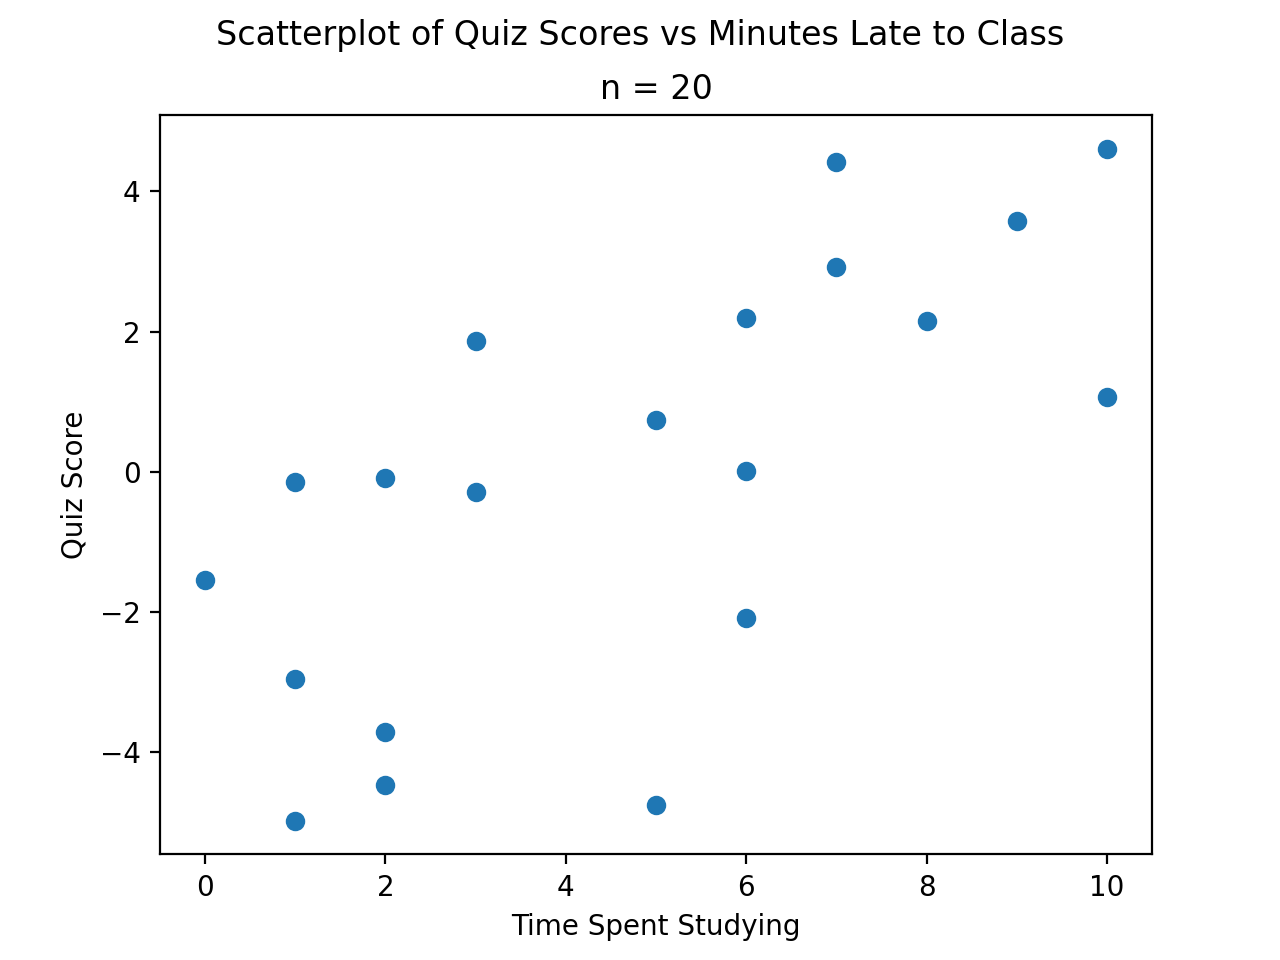 Scatterplot of Quiz Scores vs Minutes Late to Class
n = 20
4
2
0
−2
−4
Quiz Score
0 2 4 6 8 10
Time Spent Studying